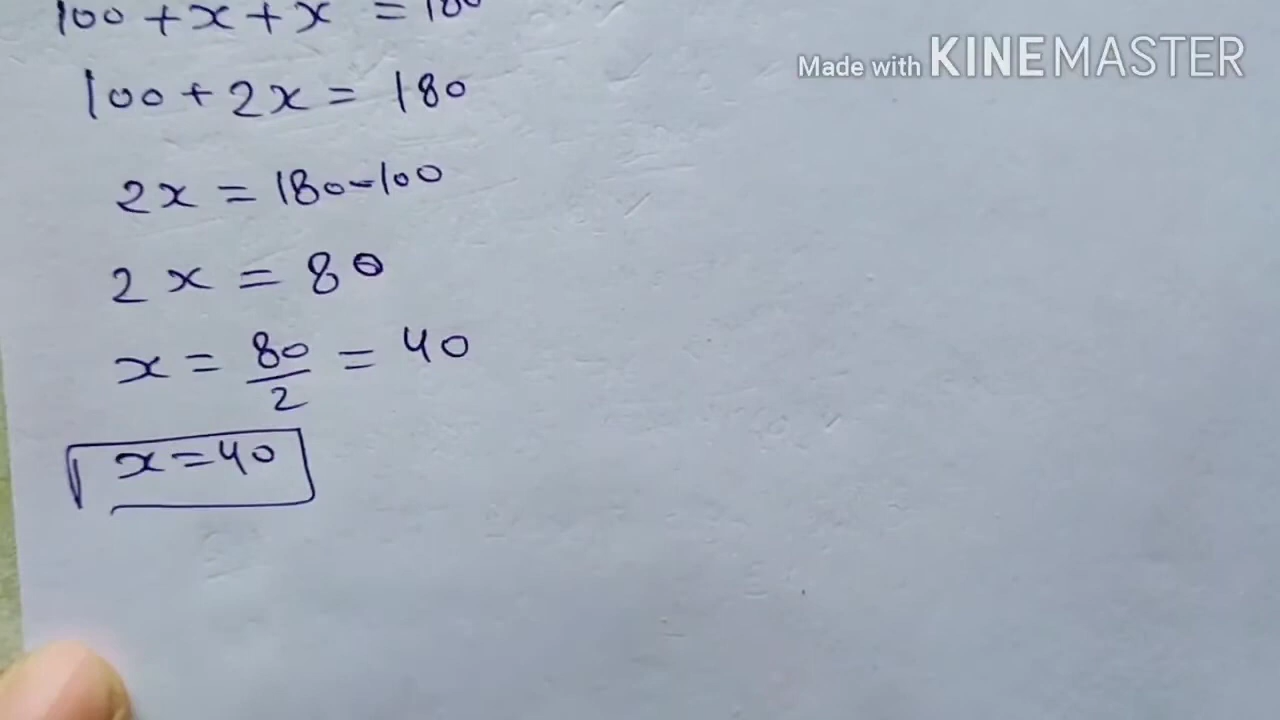 100 + x + x = 180
Made with KINEMASTER
100 + 2x = 180
2x = 180-100
2x = 80
x = 80/2 = 40
x = 40